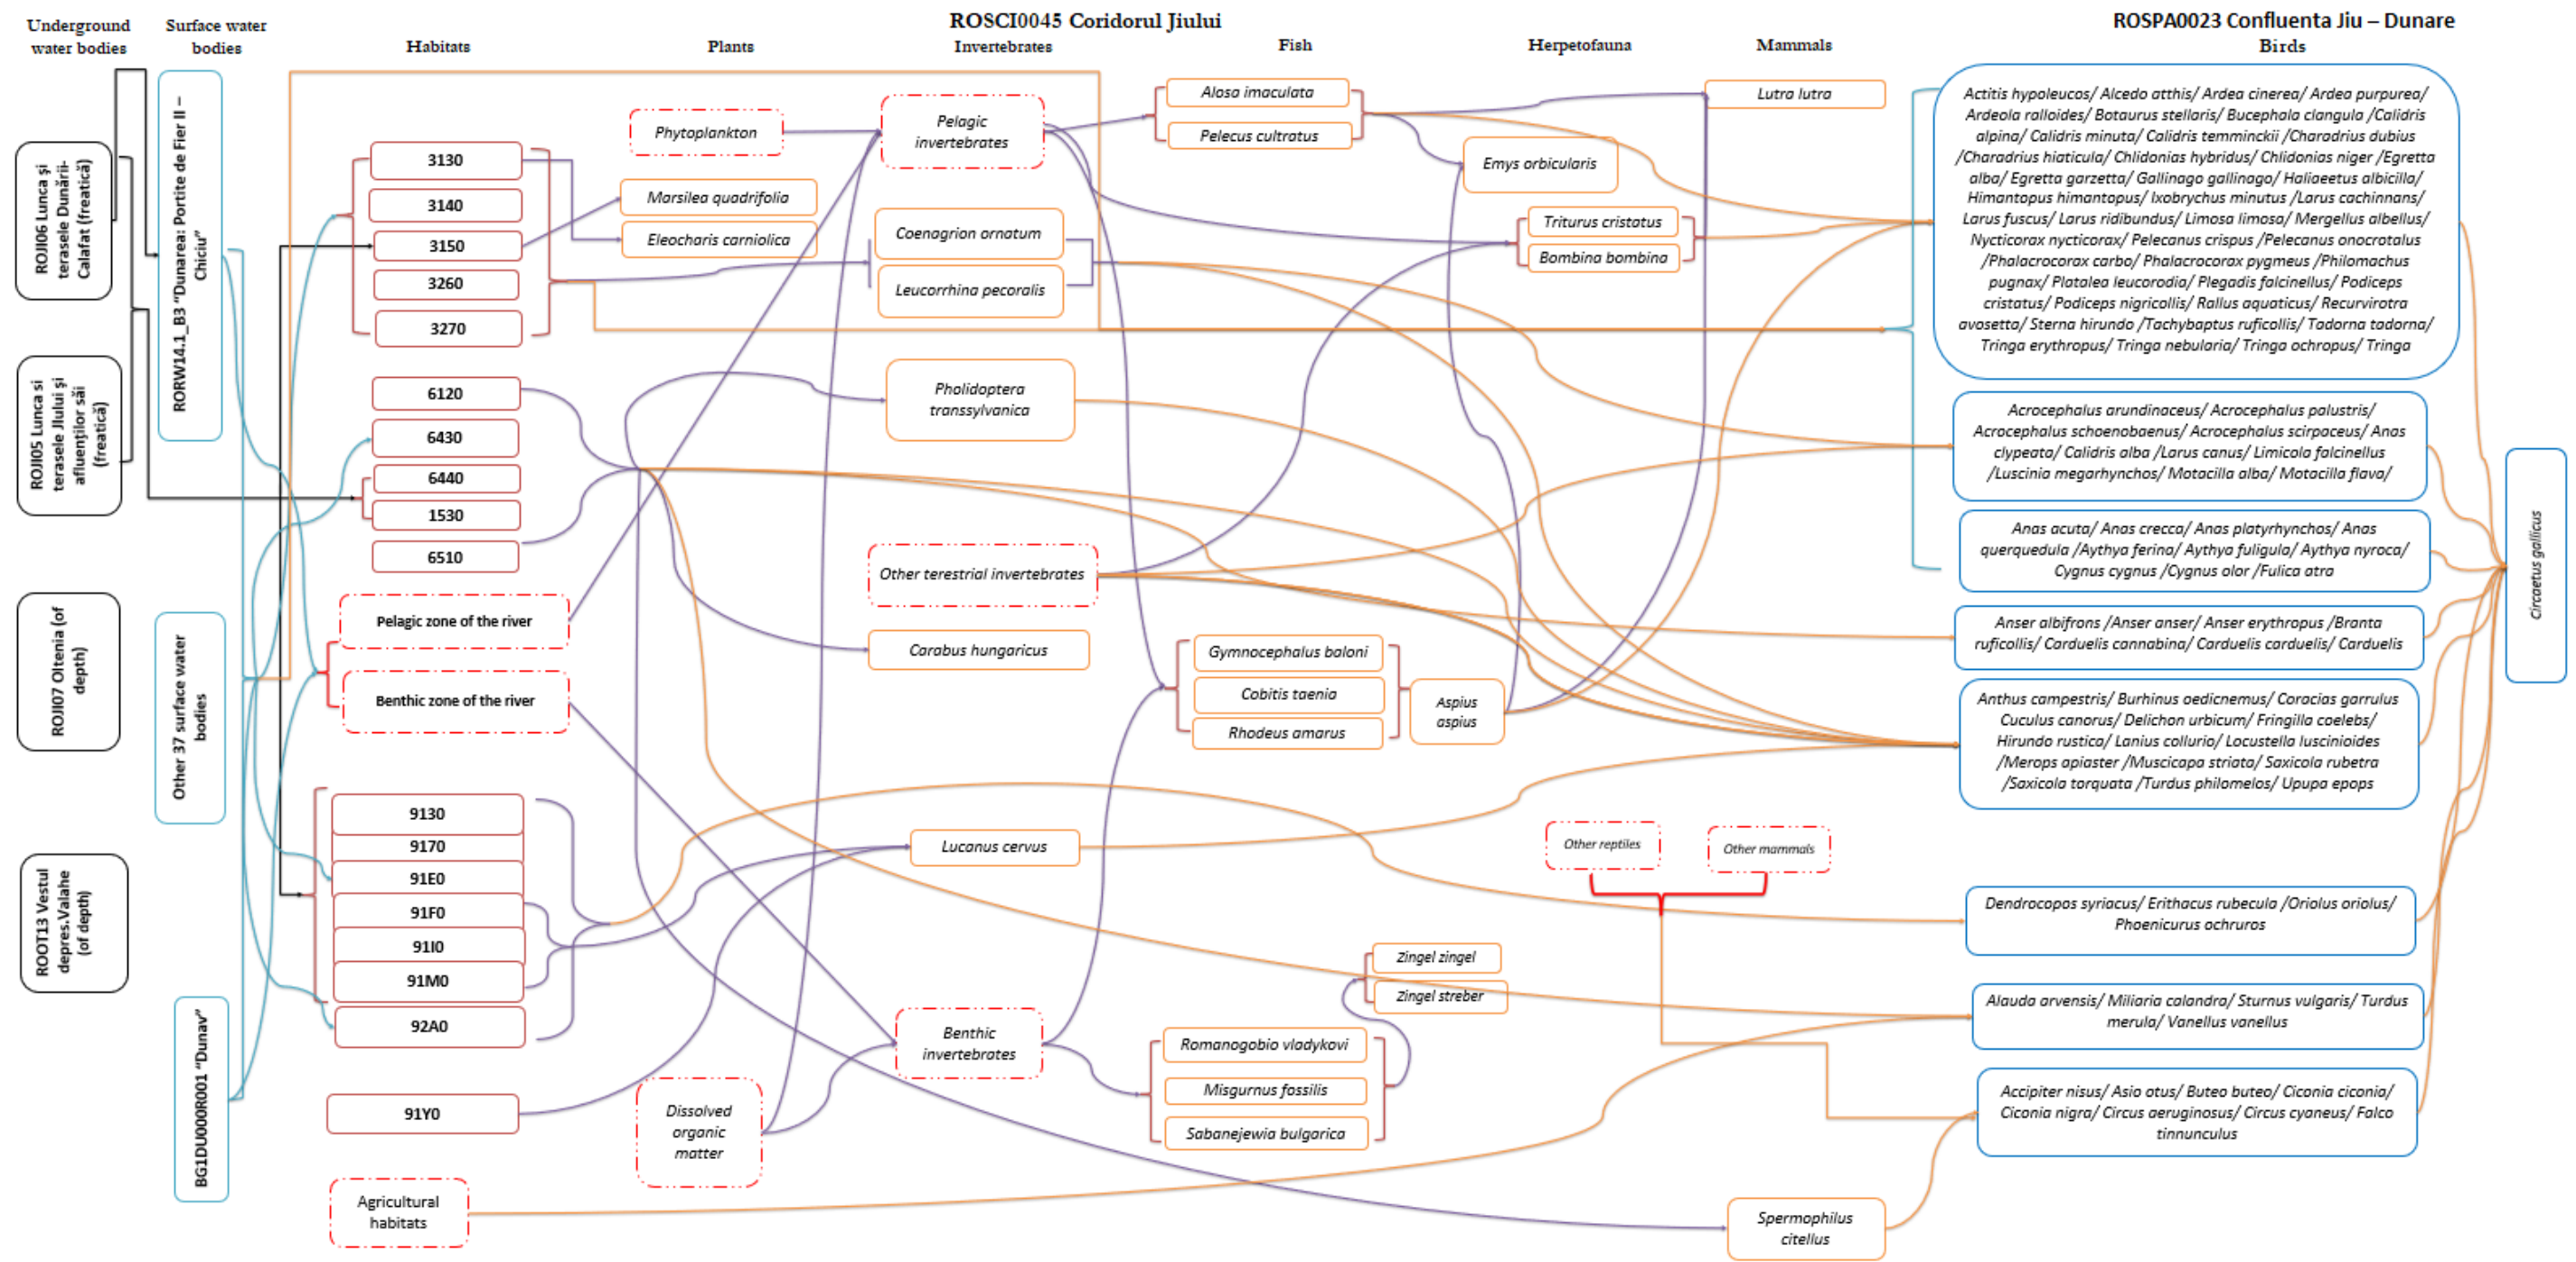 ROSCI0045 Coridorul Jiului
ROSPA0023 Confluenta Jiu – Dunare
Underground
water bodies
Surface water
bodies
Habitats
Plants
Invertebrates
Fish
Herpetofauna
Mammals
Birds
ROJI06 Lunca și
terasele Dunării-
Calafat (freatică)
ROJI05 Lunca si
terasele JIului și
afluenților săi
(freatică)
ROJI07 Oltenia (of
depth)
ROOT13 Vestul
depres.Valahe
(of depth)
RORW14.1_B3 “Dunarea: Portite de Fier II –
Chiciu”
Other 37 surface water
bodies
BG1DU000R001 “Dunav”
3130
3140
3150
3260
3270
6120
6430
6440
1530
6510
Pelagic zone of the river
Benthic zone of the river
9130
9170
91E0
91F0
91I0
91M0
92A0
91Y0
Agricultural
habitats
Phytoplankton
Marsilea quadrifolia
Eleocharis carniolica
Dissolved
organic
matter
Pelagic
invertebrates
Coenagrion ornatum
Leucorrhina pecoralis
Pholidoptera
transsylvanica
Other terestrial invertebrates
Carabus hungaricus
Lucanus cervus
Benthic
invertebrates
Alosa imaculata
Pelecus cultratus
Gymnocephalus baloni
Cobitis taenia
Rhodeus amarus
Aspius
aspius
Zingel zingel
Zingel streber
Romanogobio vladykovi
Misgurnus fossilis
Sabanejewia bulgarica
Emys orbicularis
Triturus cristatus
Bombina bombina
Other reptiles
Lutra lutra
Other mammals
Spermophilus
citellus
Actitis hypoleucos/ Alcedo atthis/ Ardea cinerea/ Ardea purpurea/
Ardeola ralloides/ Botaurus stellaris/ Bucephala clangula /Calidris
alpina/ Calidris minuta/ Calidris temminckii /Charadrius dubius
/Charadrius hiaticula/ Chlidonias hybridus/ Chlidonias niger /Egretta
alba/ Egretta garzetta/ Gallinago gallinago/ Haliaeetus albicilla/
Himantopus himantopus/ Ixobrychus minutus /Larus cachinnans/
Larus fuscus/ Larus ridibundus/ Limosa limosa/ Mergellus albellus/
Nycticorax nycticorax/ Pelecanus crispus /Pelecanus onocrotalus
/Phalacrocorax carbo/ Phalacrocorax pygmeus /Philomachus
pugnax/ Platalea leucorodia/ Plegadis falcinellus/ Podiceps
cristatus/ Podiceps nigricollis/ Rallus aquaticus/ Recurvirotra
avosetta/ Sterna hirundo /Tachybaptus ruficollis/ Tadorna tadorna/
Tringa erythropus/ Tringa nebularia/ Tringa ochropus/ Tringa
Acrocephalus arundinaceus/ Acrocephalus palustris/
Acrocephalus schoenobaenus/ Acrocephalus scirpaceus/ Anas
clypeata/ Calidris alba /Larus canus/ Limicola falcinellus
/Luscinia megarhynchos/ Motacilla alba/ Motacilla flava/
Anas acuta/ Anas crecca/ Anas platyrhynchos/ Anas
querquedula /Aythya ferina/ Aythya fuligula/ Aythya nyroca/
Cygnus cygnus /Cygnus olor /Fulica atra
Anser albifrons /Anser anser/ Anser erythropus /Branta
ruficollis/ Carduelis cannabina/ Carduelis carduelis/ Carduelis
Anthus campestris/ Burhinus oedicnemus/ Coracias garrulus
Cuculus canorus/ Delichon urbicum/ Fringilla coelebs/
Hirundo rustica/ Lanius collurio/ Locustella luscinioides
/Merops apiaster /Muscicapa striata/ Saxicola rubetra
/Saxicola torquata /Turdus philomelos/ Upupa epops
Dendrocopos syriacus/ Erithacus rubecula /Oriolus oriolus/
Phoenicurus ochruros
Alauda arvensis/ Miliaria calandra/ Sturnus vulgaris/ Turdus
merula/ Vanellus vanellus
Accipiter nisus/ Asio otus/ Buteo buteo/ Ciconia ciconia/
Ciconia nigra/ Circus aeruginosus/ Circus cyaneus/ Falco
tinnunculus
Circaetus gallicus